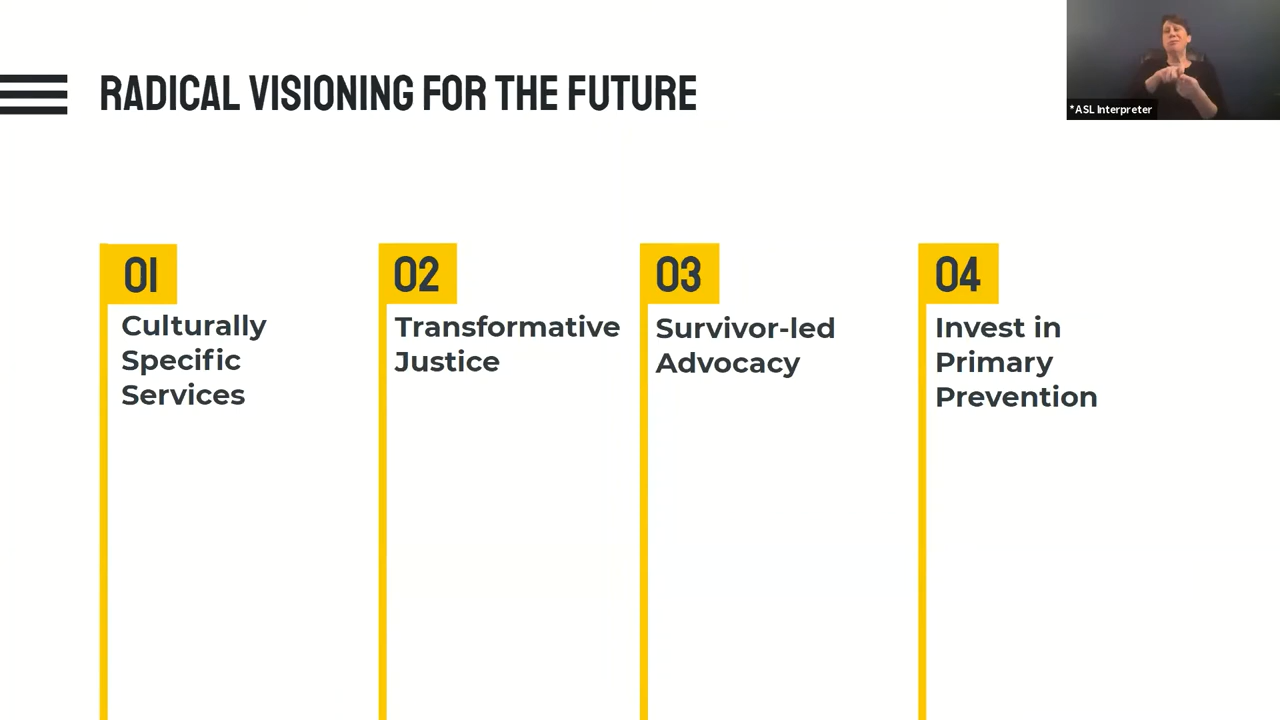 RADICAL VISIONING FOR THE FUTURE
*ASL Interpreter
01
Culturally
Specific
Services
02
Transformative
Justice
03
Survivor-led
Advocacy
04
Invest in
Primary
Prevention